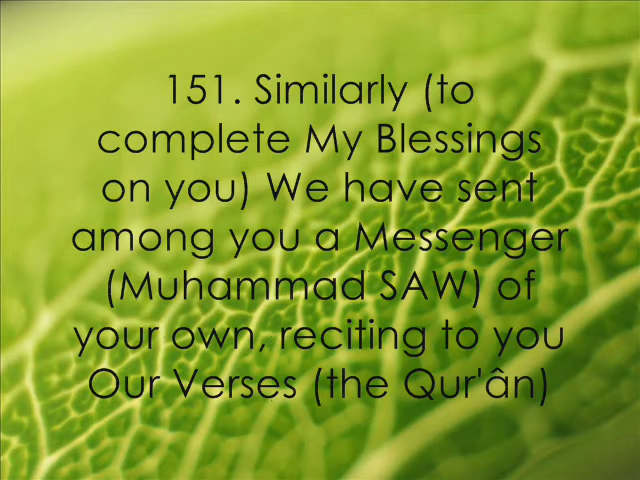 151. Similarly (to
complete My Blessings
on you) We have sent
among you a Messenger
(Muhammad SAW) of
your own, reciting to you
Our Verses (the Qur'ân)